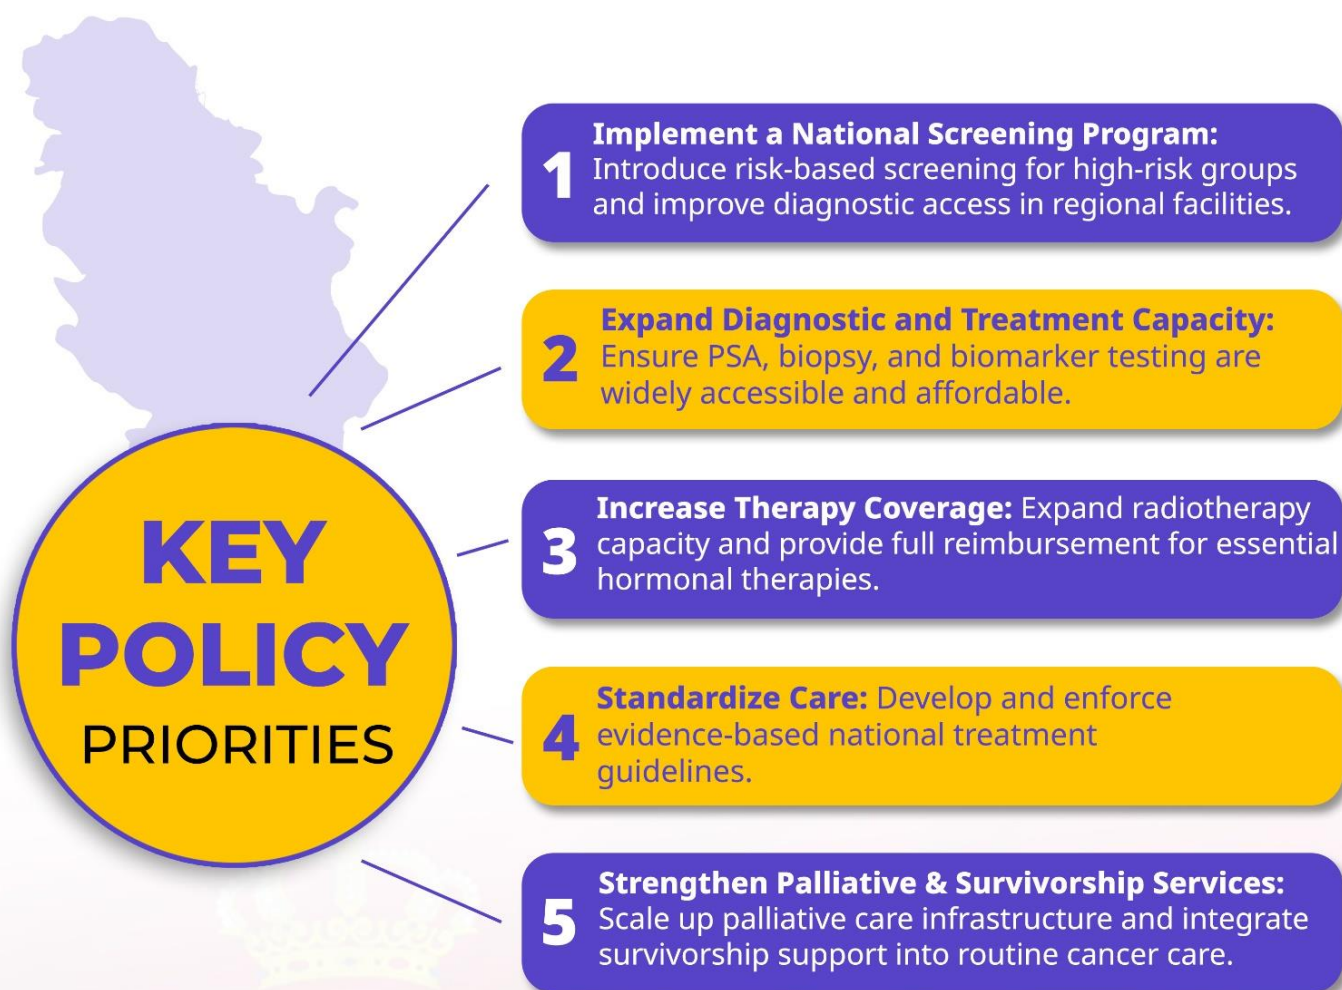 KEY
POLICY
PRIORITIES
1
Implement a National Screening Program:
Introduce risk-based screening for high-risk groups
and improve diagnostic access in regional facilities.
2
Expand Diagnostic and Treatment Capacity:
Ensure PSA, biopsy, and biomarker testing are
widely accessible and affordable.
3
Increase Therapy Coverage: Expand radiotherapy
capacity and provide full reimbursement for essential
hormonal therapies.
4
Standardize Care: Develop and enforce
evidence-based national treatment
guidelines.
5
Strengthen Palliative & Survivorship Services:
Scale up palliative care infrastructure and integrate
survivorship support into routine cancer care.